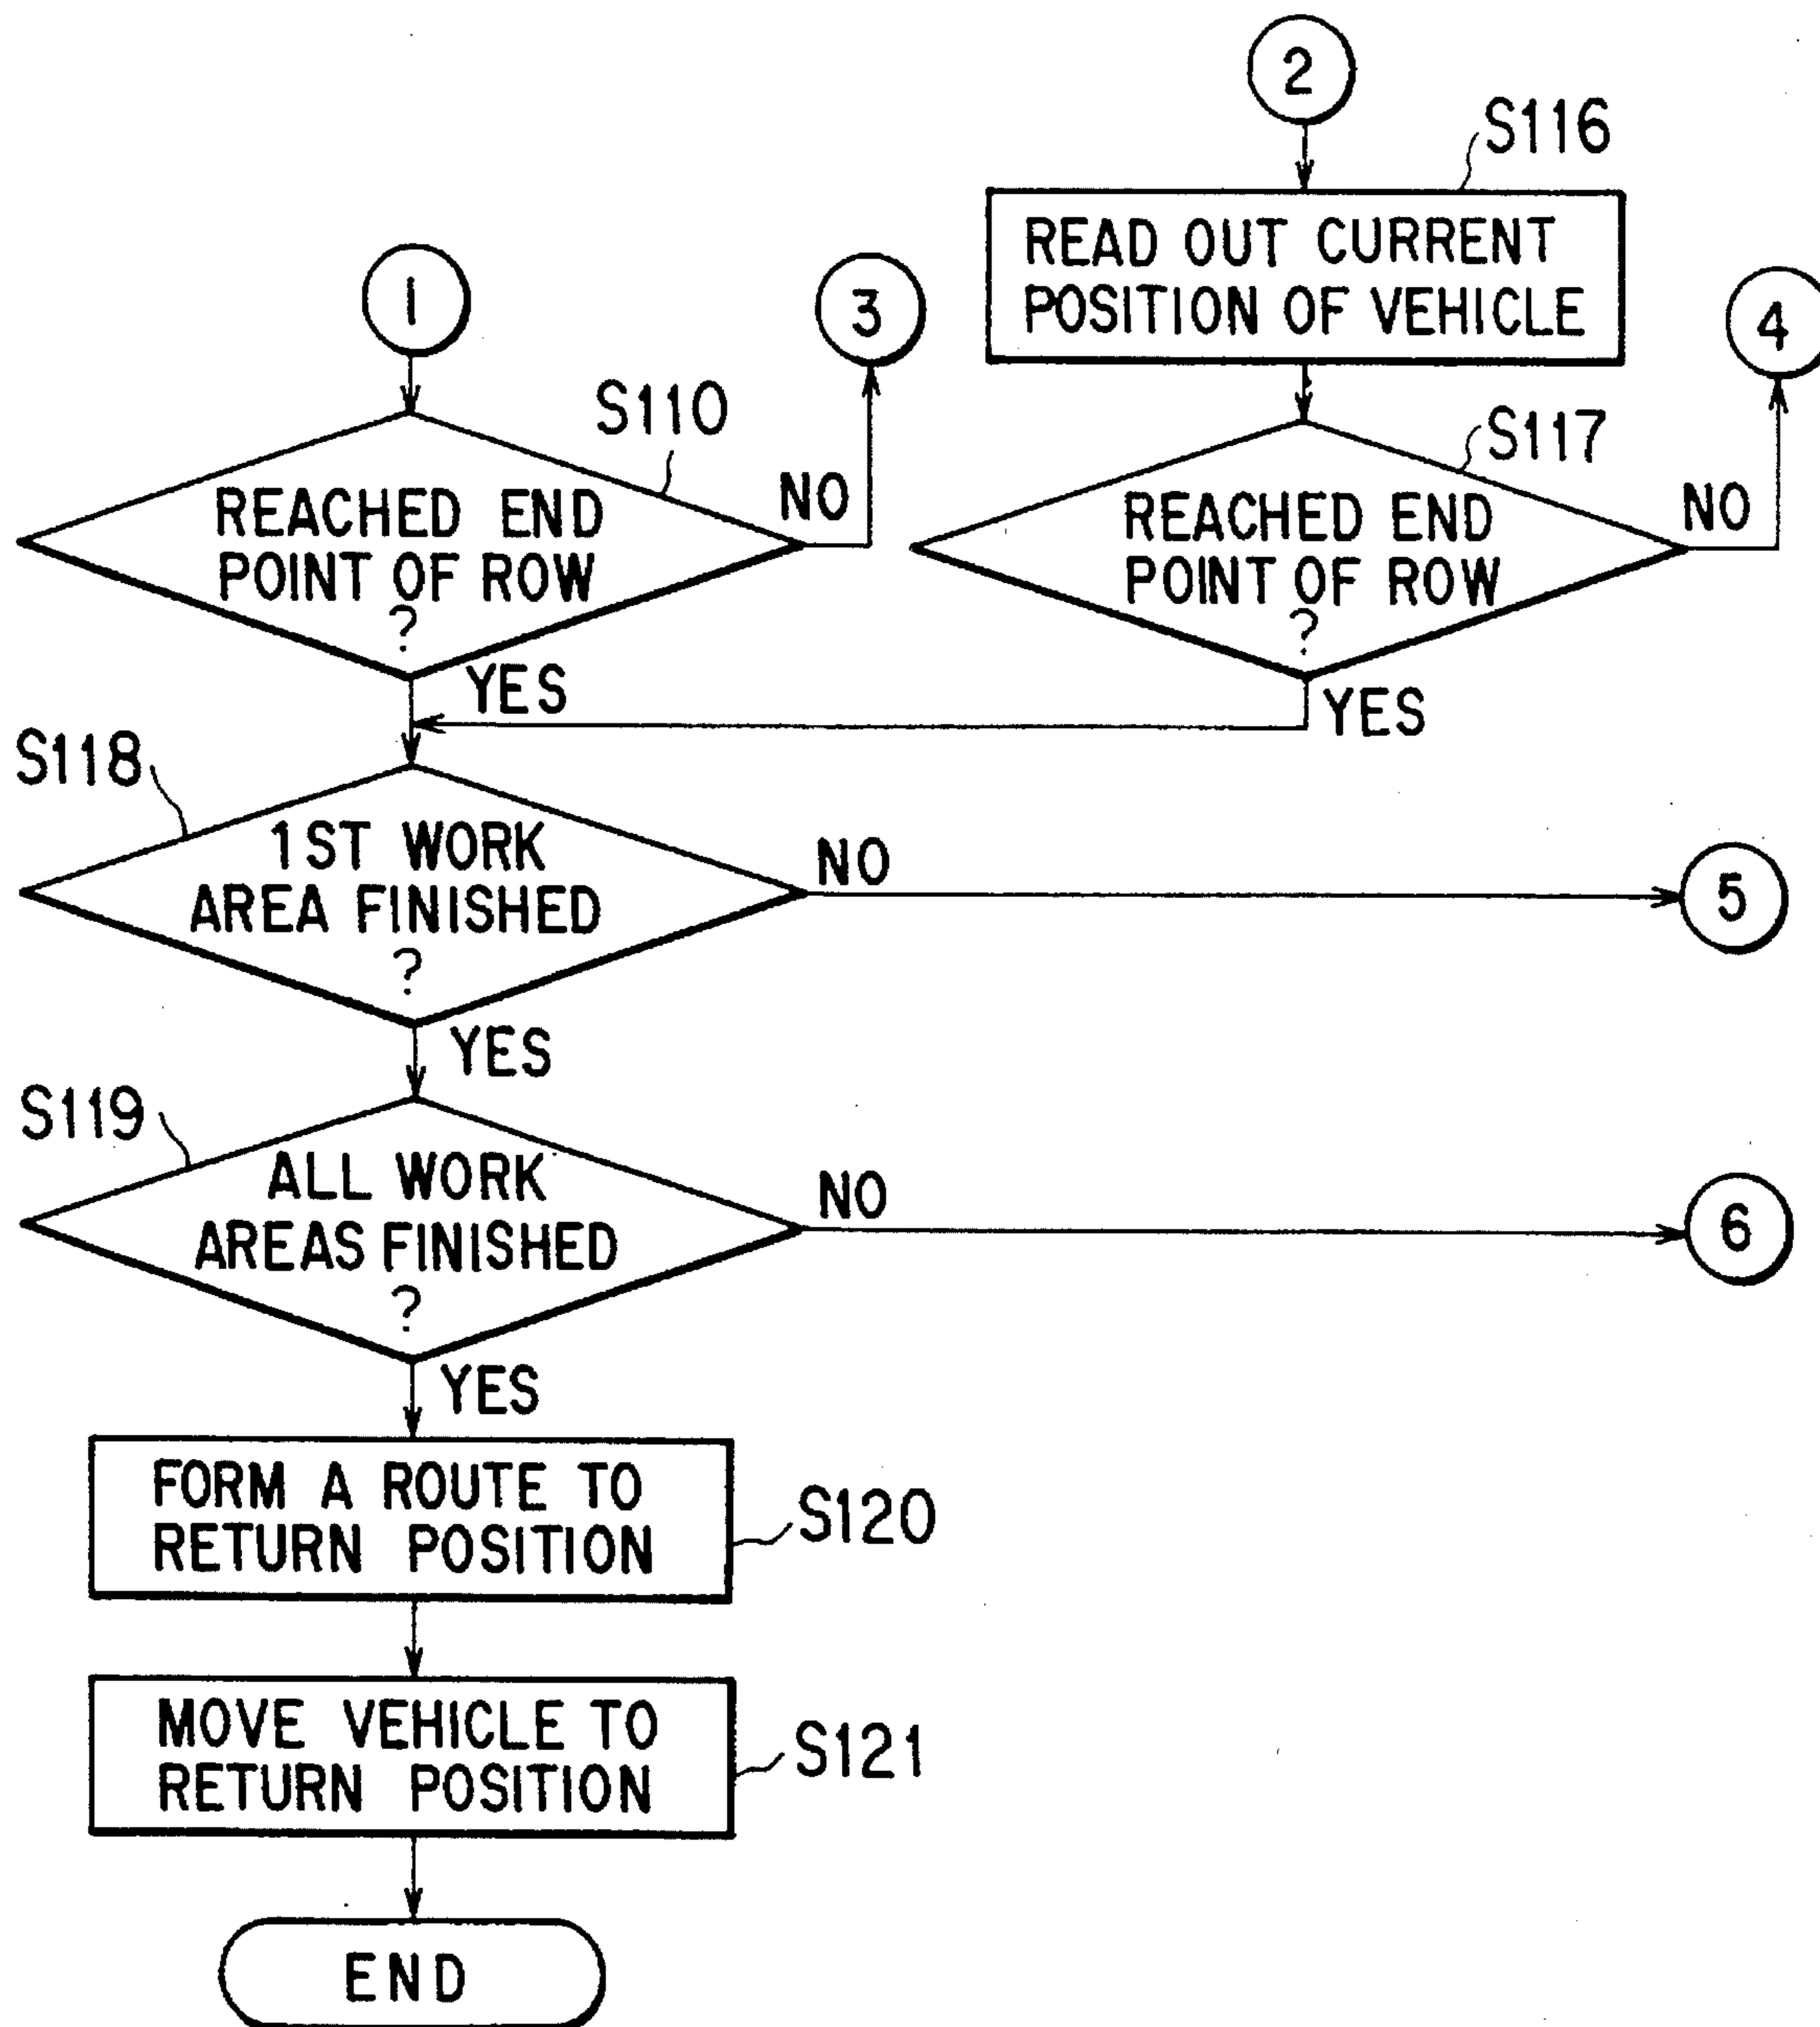 2
S116
READ OUT CURRENT
POSITION OF VEHICLE
1
3
4
S110
S117
REACHED END
POINT OF ROW
?
NO
REACHED END
POINT OF ROW
?
NO
YES
YES
S118
1ST WORK
AREA FINISHED
?
NO
5
YES
S119
ALL WORK
AREAS FINISHED
?
NO
6
YES
FORM A ROUTE TO
RETURN POSITION
S120
MOVE VEHICLE TO
RETURN POSITION
S121
END